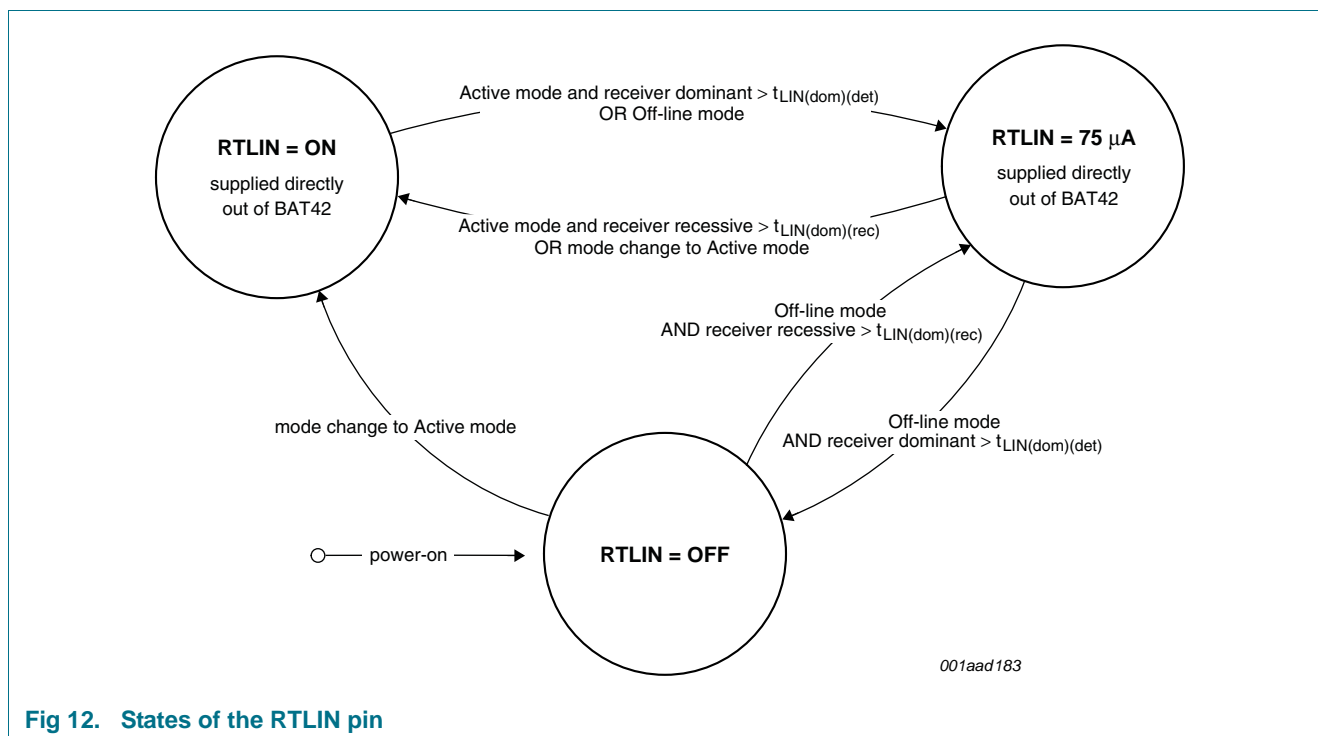 Active mode and receiver dominant > tLIN(dom)(det)
OR Off-line mode
RTLIN = ON
supplied directly
out of BAT42
RTLIN = 75 μA
supplied directly
out of BAT42
Active mode and receiver recessive > tLIN(dom)(rec)
OR mode change to Active mode
Off-line mode
AND receiver recessive > tLIN(dom)(rec)
mode change to Active mode
Off-line mode
AND receiver dominant > tLIN(dom)(det)
power-on
RTLIN = OFF
001aad183
Fig 12. States of the RTLIN pin